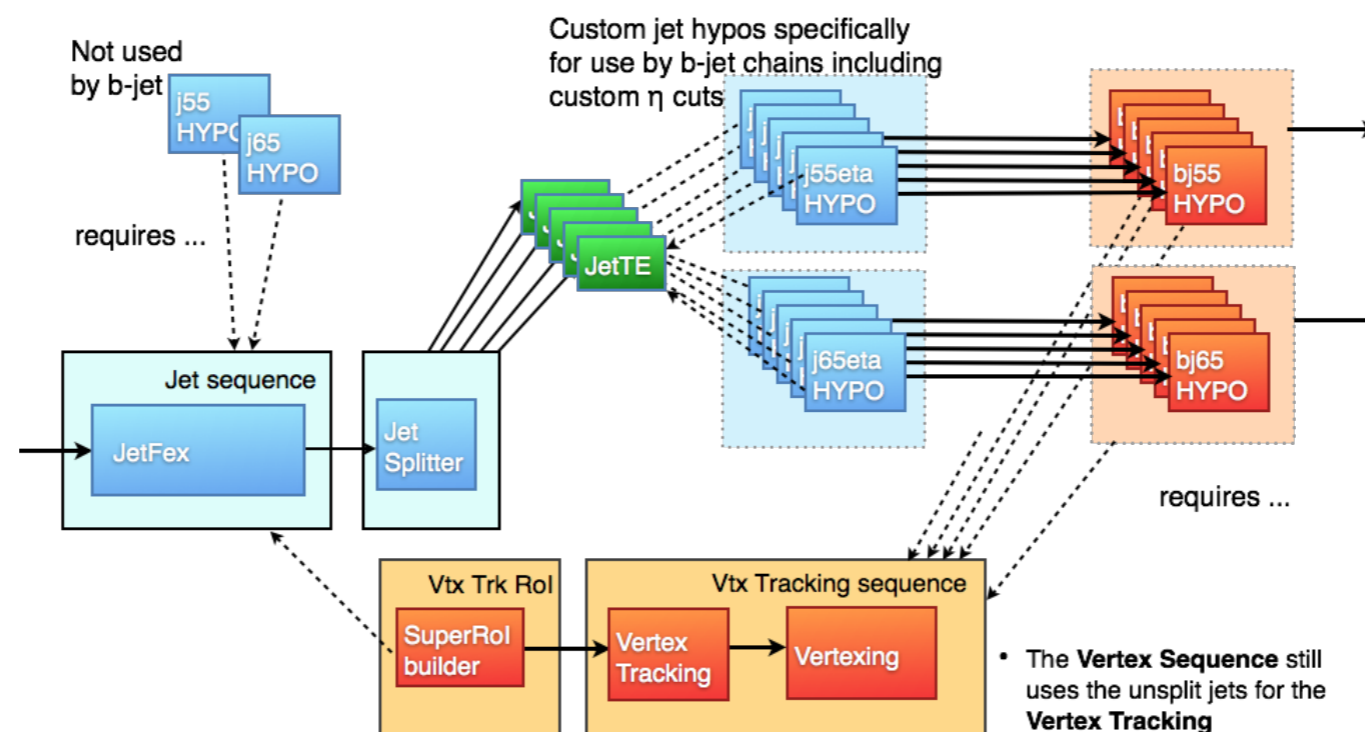 Not used
by b-jet
j55
HYPO
j65
HYPO
requires ...
Custom jet hypos specifically
for use by b-jet chains including
custom η cuts
j55eta
HYPO
bj55
HYPO
JetTE
j65eta
HYPO
bj65
HYPO
Jet sequence
JetFex
Jet
Splitter
requires ...
Vtx Trk RoI
SuperRoI
builder
Vtx Tracking sequence
Vertex
Tracking
Vertexing
• The Vertex Sequence still
uses the unsplit jets for the
Vertex Tracking